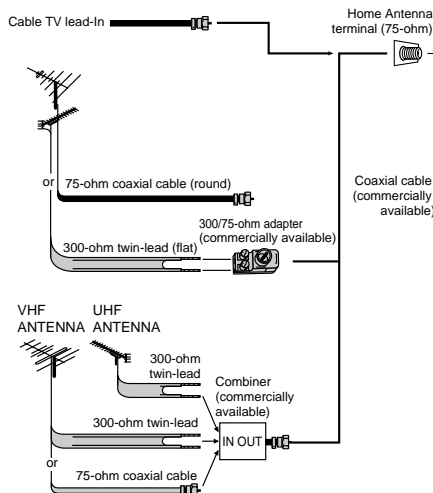 Cable TV lead-In
Home Antenna
terminal (75-ohm)
or
75-ohm coaxial cable (round)
Coaxial cable
(commercially
available)
300/75-ohm adapter
(commercially available)
300-ohm twin-lead (flat)
VHF
ANTENNA
UHF
ANTENNA
300-ohm
twin-lead
Combiner
(commercially
available)
300-ohm twin-lead
IN OUT
or
75-ohm coaxial cable